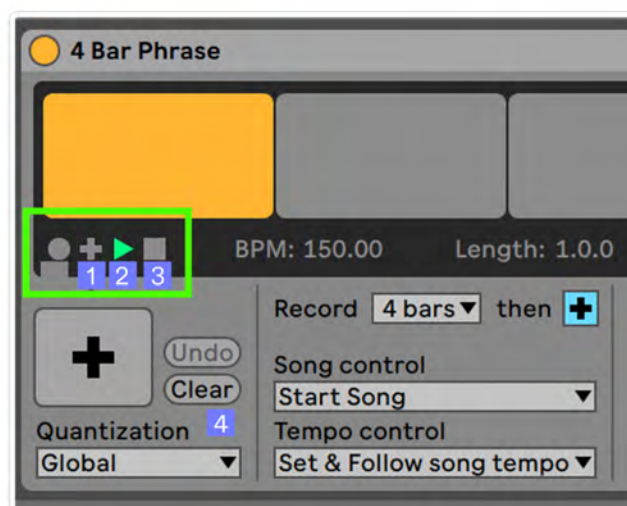 4 Bar Phrase
1 2 3
BPM: 150.00 Length: 1.0.0
Record 4 bars then
Undo
Clear
Song control
Start Song
Quantization 4
Tempo control
Global
Set & Follow song tempo